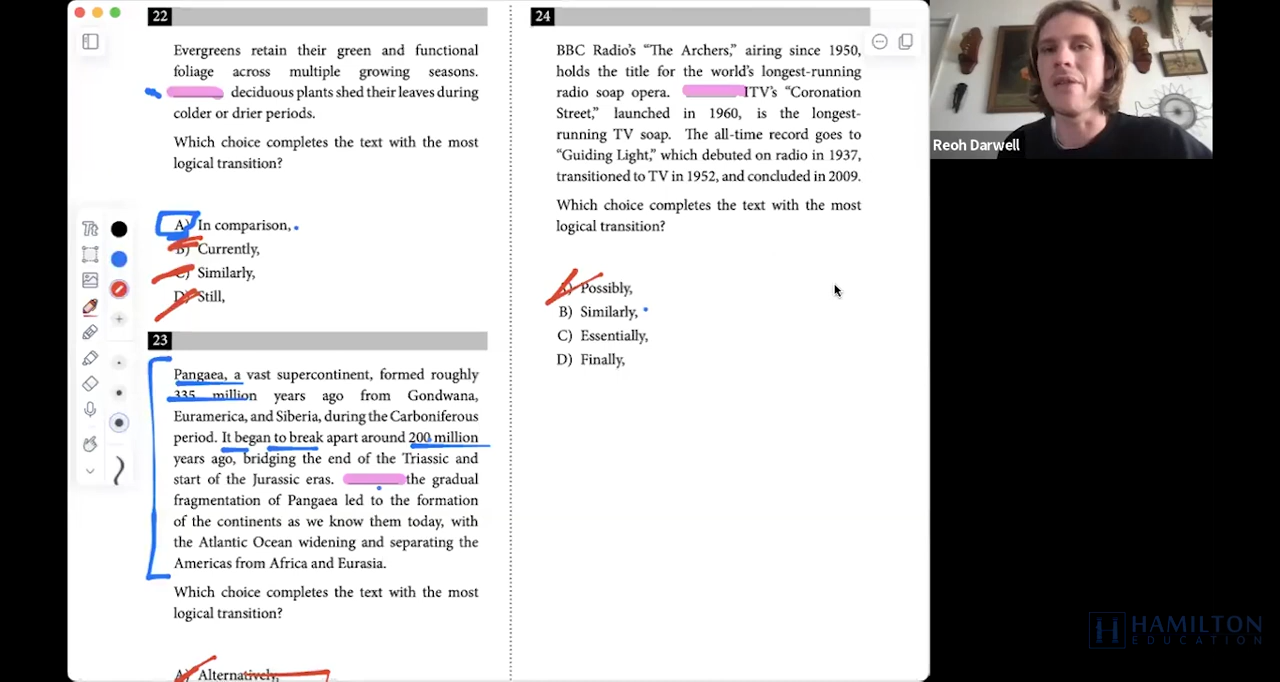 22
Evergreens retain their green and functional
foliage across multiple growing seasons.
deciduous plants shed their leaves during
colder or drier periods.
Which choice completes the text with the most
logical transition?
A) In comparison,
B) Currently,
C) Similarly,
D) Still,
23
Pangaea, a vast supercontinent, formed roughly
335 million years ago from Gondwana,
Euramerica, and Siberia, during the Carboniferous
period. It began to break apart around 200 million
years ago, bridging the end of the Triassic and
start of the Jurassic eras. the gradual
fragmentation of Pangaea led to the formation
of the continents as we know them today, with
the Atlantic Ocean widening and separating the
Americas from Africa and Eurasia.
Which choice completes the text with the most
logical transition?
A) Alternatively,
24
BBC Radio's “The Archers,” airing since 1950,
holds the title for the world's longest-running
radio soap opera. ITV's “Coronation
Street,” launched in 1960, is the longest-
running TV soap. The all-time record goes to
“Guiding Light,” which debuted on radio in 1937,
transitioned to TV in 1952, and concluded in 2009.
Which choice completes the text with the most
logical transition?
A) Possibly,
B) Similarly,
C) Essentially,
D) Finally,
Reoh Darwell
HAMILTON
EDUCATION